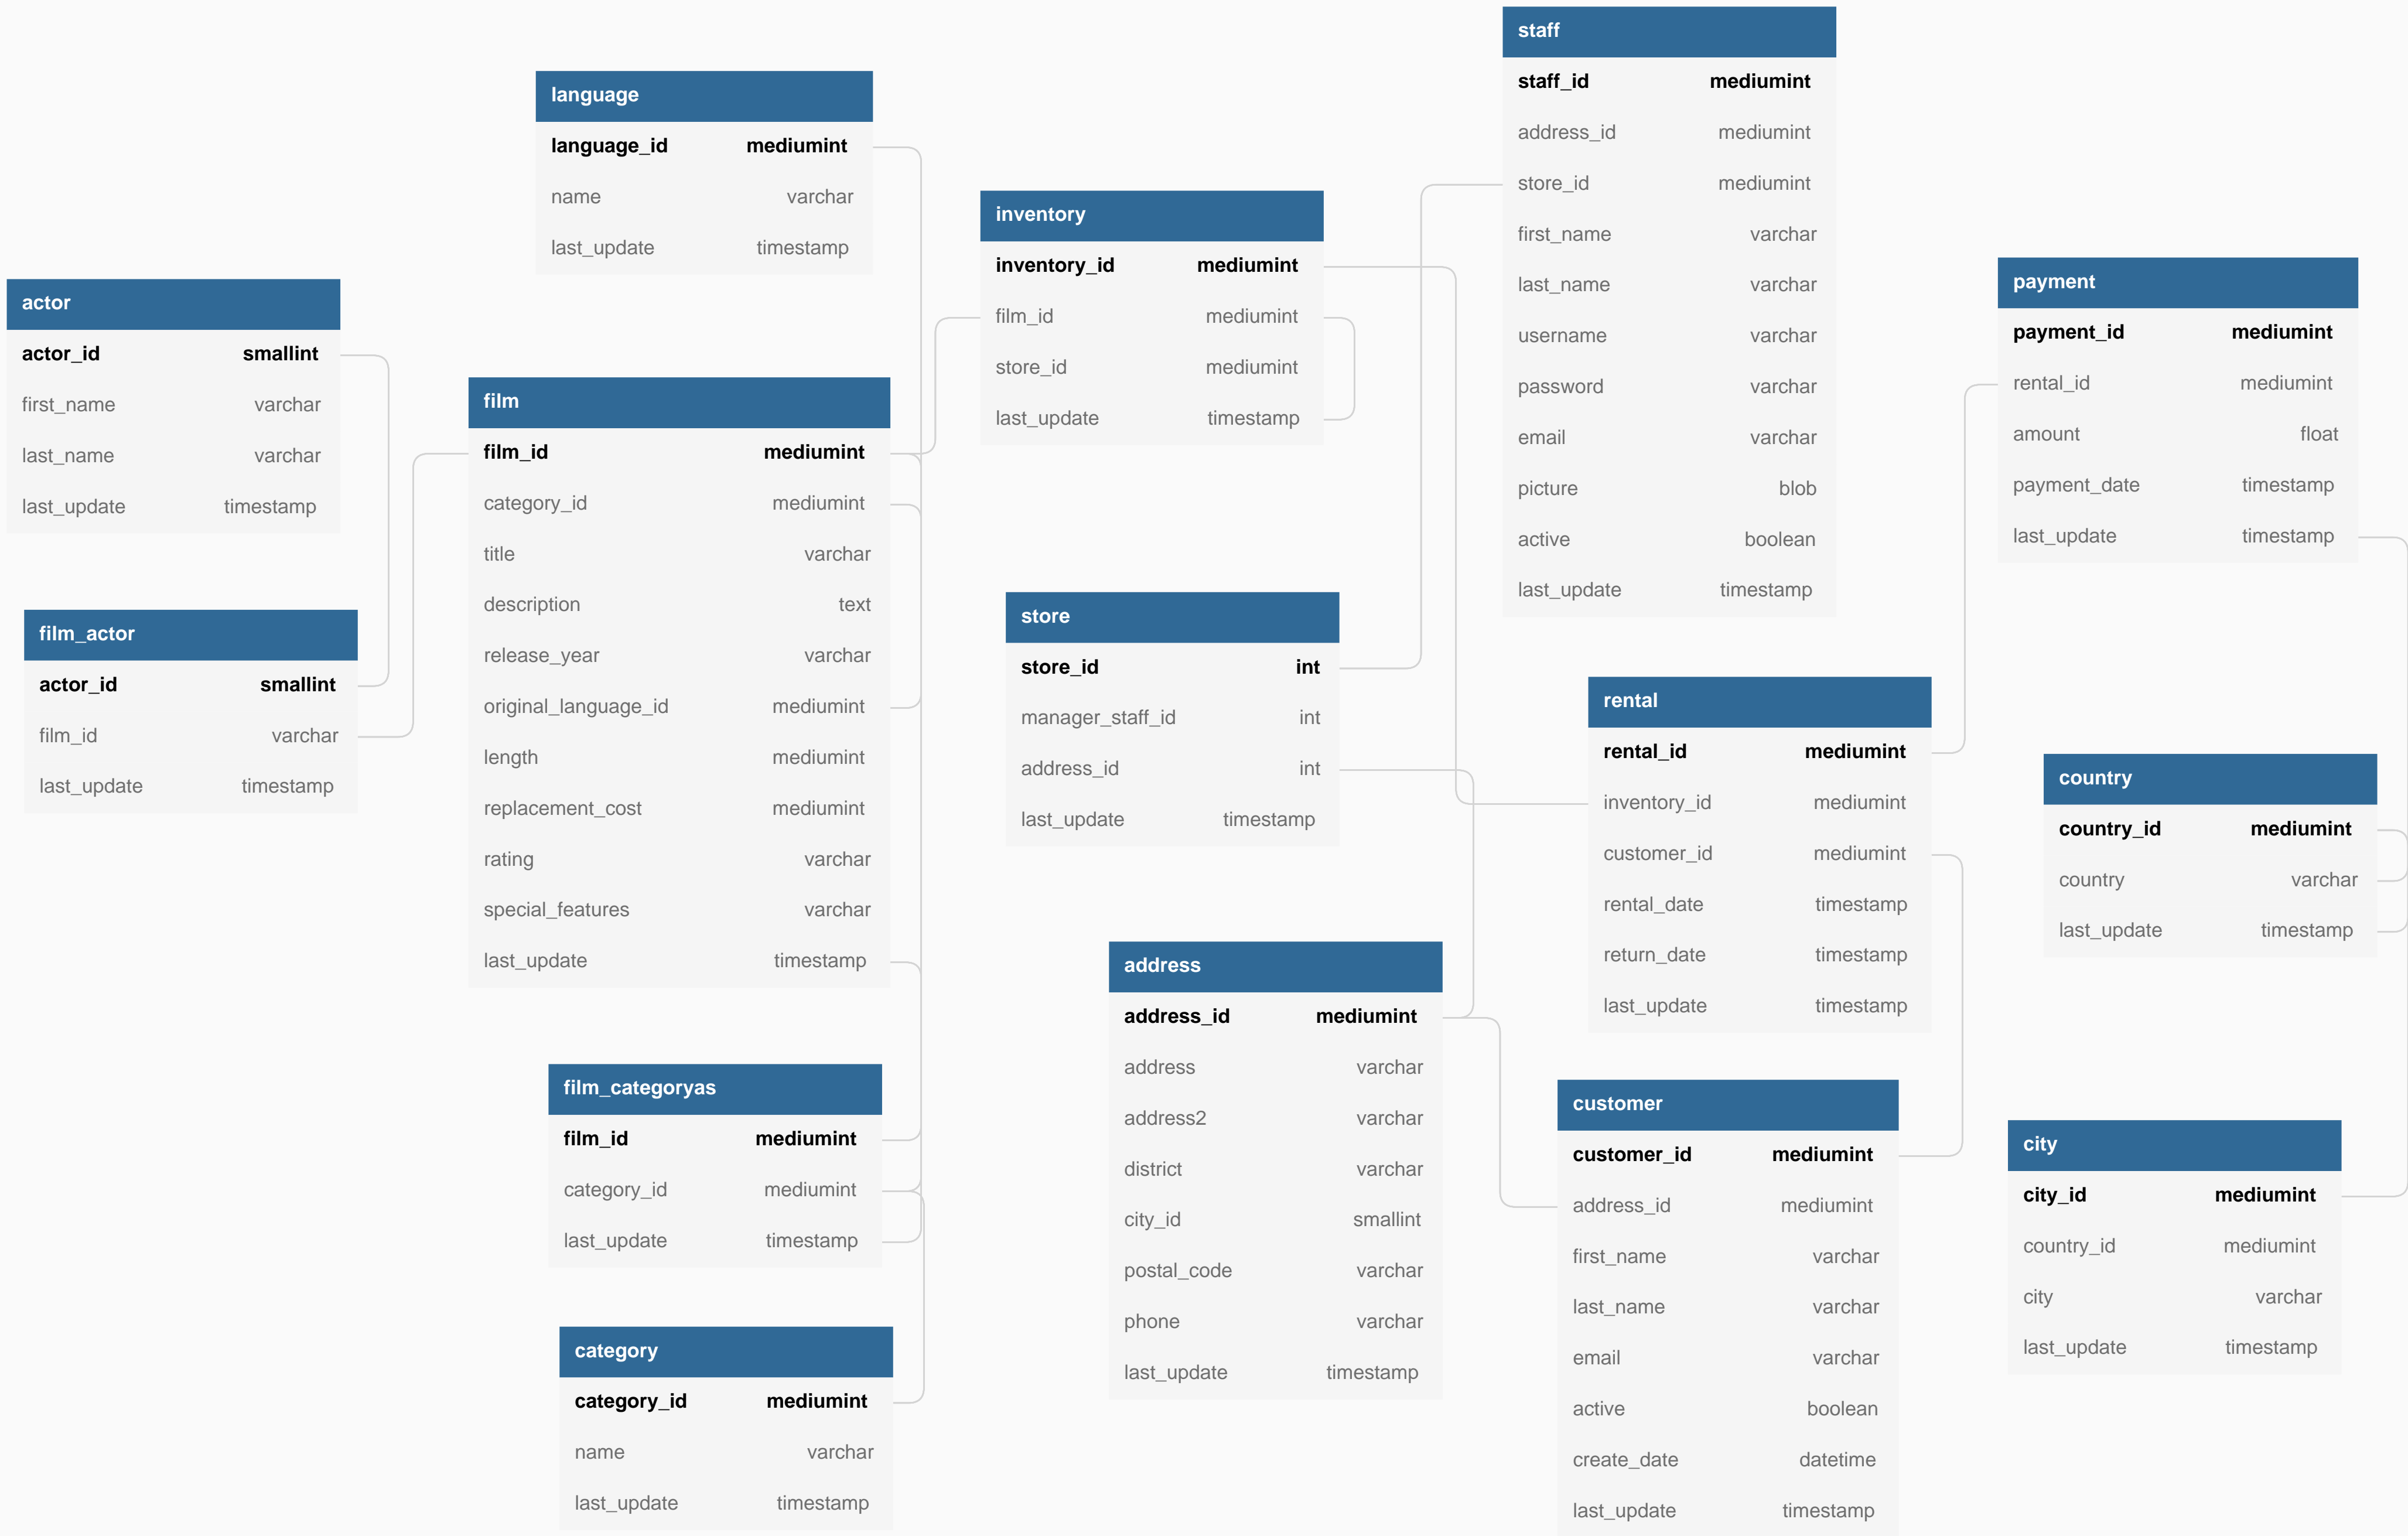 staff
staff_id mediumint
address_id mediumint
store_id mediumint
first_name varchar
last_name varchar
username varchar
password varchar
email varchar
picture blob
active boolean
last_update timestamp
language
language_id mediumint
name varchar
last_update timestamp
inventory
inventory_id mediumint
film_id mediumint
store_id mediumint
last_update timestamp
payment
payment_id mediumint
rental_id mediumint
amount float
payment_date timestamp
last_update timestamp
actor
actor_id smallint
first_name varchar
last_name varchar
last_update timestamp
film
film_id mediumint
category_id mediumint
title varchar
description text
release_year varchar
original_language_id mediumint
length mediumint
replacement_cost mediumint
rating varchar
special_features varchar
last_update timestamp
film_actor
actor_id smallint
film_id varchar
last_update timestamp
store
store_id int
manager_staff_id int
address_id int
last_update timestamp
rental
rental_id mediumint
inventory_id mediumint
customer_id mediumint
rental_date timestamp
return_date timestamp
last_update timestamp
country
country_id mediumint
country varchar
last_update timestamp
address
address_id mediumint
address varchar
address2 varchar
district varchar
city_id smallint
postal_code varchar
phone varchar
last_update timestamp
film_categoryas
film_id mediumint
category_id mediumint
last_update timestamp
customer
customer_id mediumint
address_id mediumint
first_name varchar
last_name varchar
email varchar
active boolean
create_date datetime
last_update timestamp
city
city_id mediumint
country_id mediumint
city varchar
last_update timestamp
category
category_id mediumint
name varchar
last_update timestamp